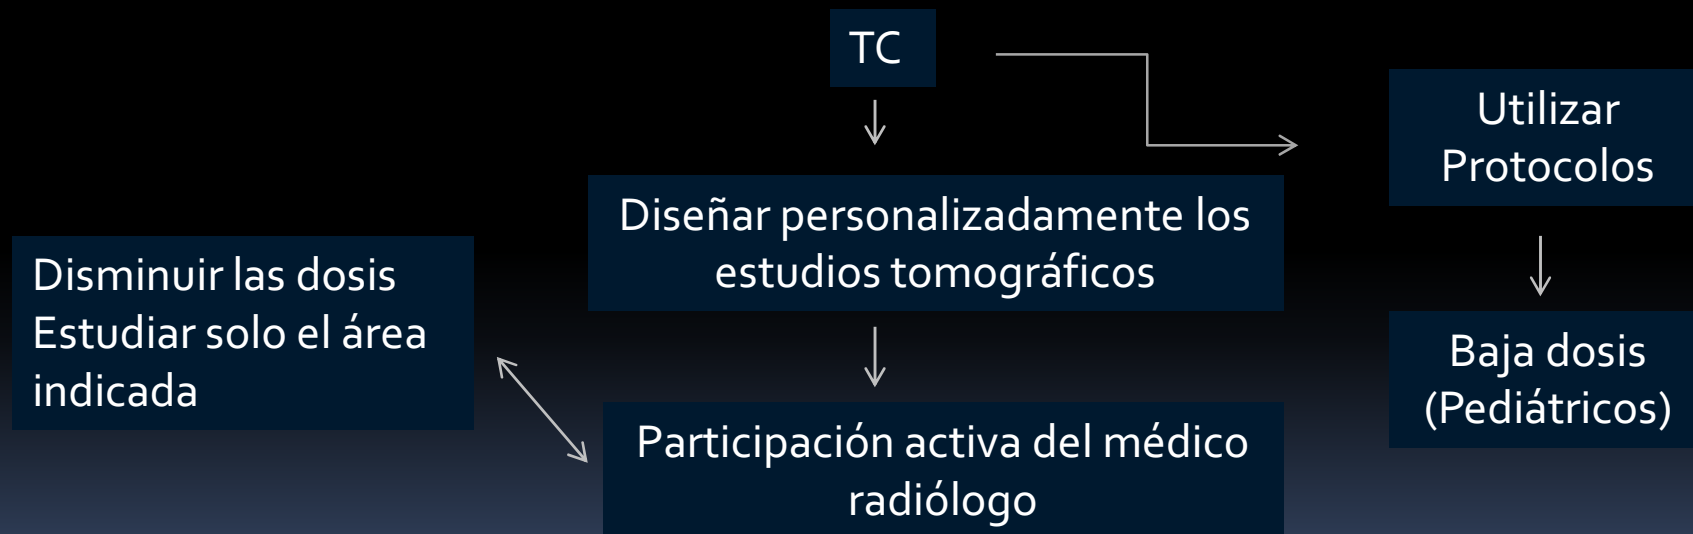 TC
Utilizar
Protocolos
Diseñar personalizadamente los
estudios tomográficos
Disminuir las dosis
Estudiar solo el área
indicada
Baja dosis
(Pediátricos)
Participación activa del médico
radiólogo